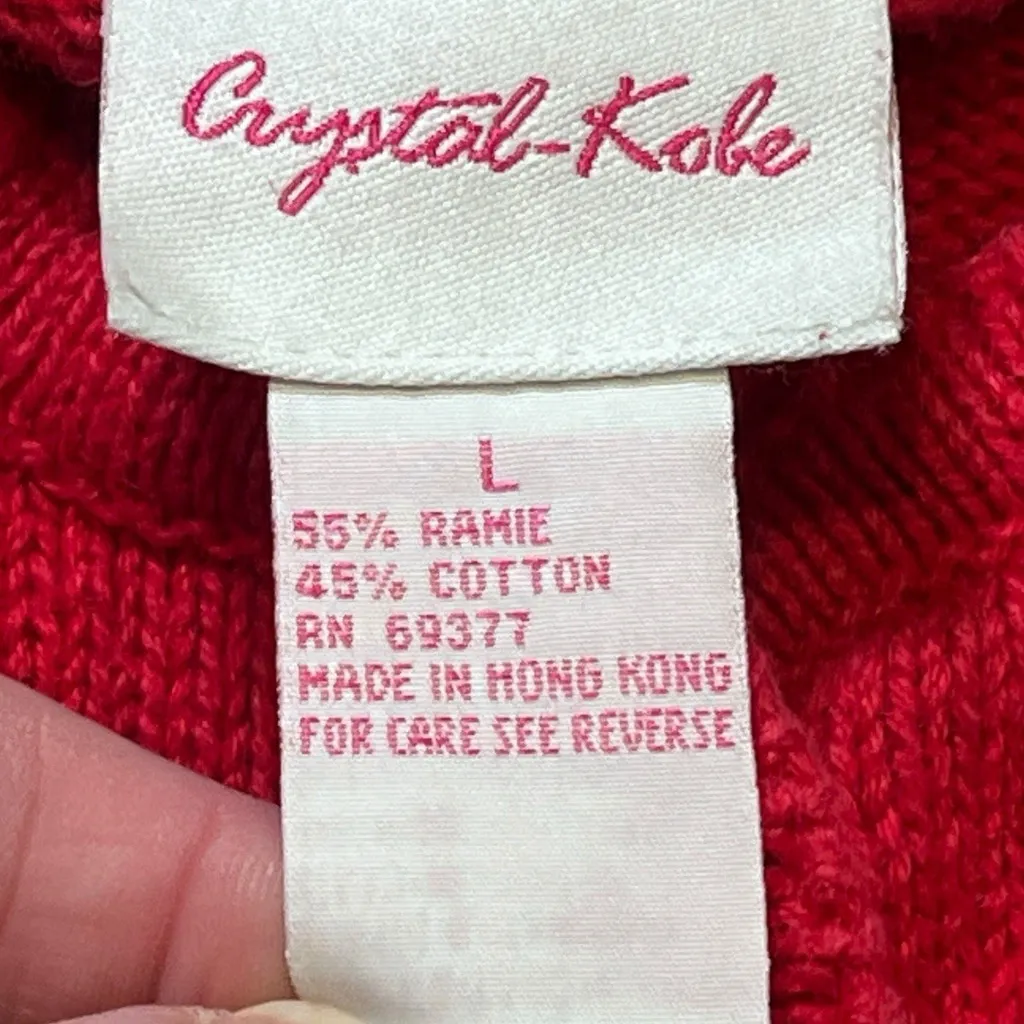 Crystal-Kobe
L
55% RAMIE
45% COTTON
RN 69377
MADE IN HONG KONG
FOR CARE SEE REVERSE